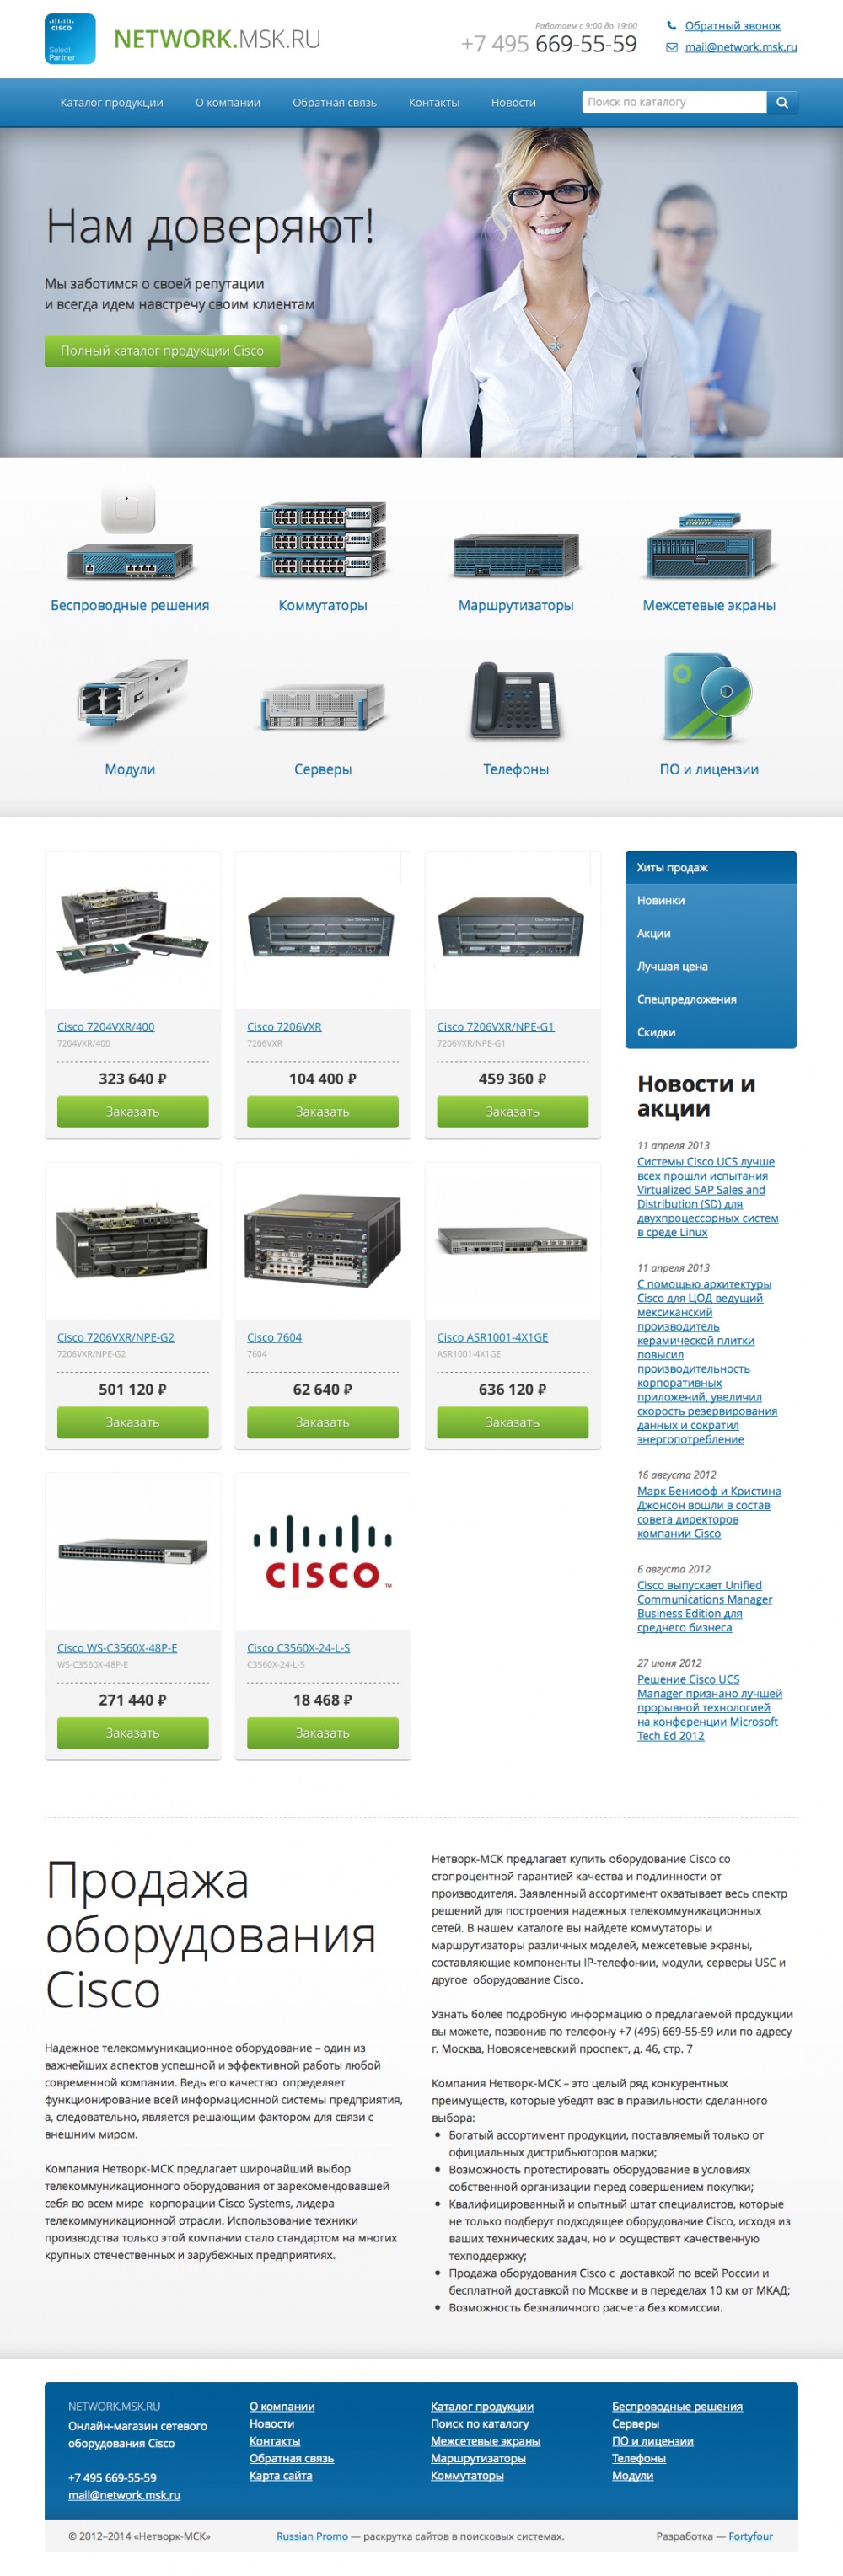 cisco
Select
Partner
NETWORK.MSK.RU
Работаем с 9:00 до 19:00
+7 495 669-55-59
Обратный звонок
mail@network.msk.ru
Каталог продукции
О компании
Обратная связь
Контакты
Новости
Поиск по каталогу
Нам доверяют!
Мы заботимся о своей репутации
и всегда идем навстречу своим клиентам
Полный каталог продукции Cisco
Беспроводные решения
Коммутаторы
Маршрутизаторы
Межсетевые экраны
Модули
Серверы
Телефоны
ПО и лицензии
Cisco 7204VXR/400
7204VXR/400
323 640 ₽
Заказать
Cisco 7206VXR
7206VXR
104 400 ₽
Заказать
Cisco 7206VXR/NPE-G1
7206VXR/NPE-G1
459 360 ₽
Заказать
Cisco 7206VXR/NPE-G2
7206VXR/NPE-G2
501 120 ₽
Заказать
Cisco 7604
7604
62 640 ₽
Заказать
Cisco ASR1001-4X1GE
ASR1001-4X1GE
636 120 ₽
Заказать
Cisco WS-C3560X-48P-E
WS-C3560X-48P-E
271 440 ₽
Заказать
CISCO™
Cisco C3560X-24-L-S
C3560X-24-L-S
18 468 ₽
Заказать
Хиты продаж
Новинки
Акции
Лучшая цена
Спецпредложения
Скидки
Новости и
акции
11 апреля 2013
Системы Cisco UCS лучше
всех прошли испытания
Virtualized SAP Sales and
Distribution (SD) для
двухпроцессорных систем
в среде Linux
11 апреля 2013
С помощью архитектуры
Cisco для ЦОД ведущий
мексиканский
производитель
керамической плитки
повысил
производительность
корпоративных
приложений, увеличил
скорость резервирования
данных и сократил
энергопотребление
16 августа 2012
Марк Бениофф и Кристина
Джонсон вошли в состав
совета директоров
компании Cisco
6 августа 2012
Cisco выпускает Unified
Communications Manager
Business Edition для
среднего бизнеса
27 июня 2012
Решение Cisco UCS
Manager признано лучшей
прорывной технологией
на конференции Microsoft
Tech Ed 2012
Продажа
оборудования
Cisco
Надежное телекоммуникационное оборудование – один из
важнейших аспектов успешной и эффективной работы любой
современной компании. Ведь его качество определяет
функционирование всей информационной системы предприятия,
а, следовательно, является решающим фактором для связи с
внешним миром.
Компания Нетворк-МСК предлагает широчайший выбор
телекоммуникационного оборудования от зарекомендовавшей
себя во всем мире корпорации Cisco Systems, лидера
телекоммуникационной отрасли. Использование техники
производства только этой компании стало стандартом на многих
крупных отечественных и зарубежных предприятиях.
Нетворк-МСК предлагает купить оборудование Cisco со
стопроцентной гарантией качества и подлинности от
производителя. Заявленный ассортимент охватывает весь спектр
решений для построения надежных телекоммуникационных
сетей. В нашем каталоге вы найдете коммутаторы и
маршрутизаторы различных моделей, межсетевые экраны,
составляющие компоненты IP-телефонии, модули, серверы USC и
другое оборудование Cisco.
Узнать более подробную информацию о предлагаемой продукции
вы можете, позвонив по телефону +7 (495) 669-55-59 или по адресу
г. Москва, Новоясеневский проспект, д. 46, стр. 7
Компания Нетворк-МСК – это целый ряд конкурентных
преимуществ, которые убедят вас в правильности сделанного
выбора:
• Богатый ассортимент продукции, поставляемый только от
официальных дистрибьюторов марки;
• Возможность протестировать оборудование в условиях
собственной организации перед совершением покупки;
• Квалифицированный и опытный штат специалистов, которые
не только подберут подходящее оборудование Cisco, исходя из
ваших технических задач, но и осуществят качественную
техподдержку;
• Продажа оборудования Cisco с доставкой по всей России и
бесплатной доставкой по Москве и в переделах 10 км от МКАД;
• Возможность безналичного расчета без комиссии.
NETWORK.MSK.RU
Онлайн-магазин сетевого
оборудования Cisco
+7 495 669-55-59
mail@network.msk.ru
О компании
Новости
Контакты
Обратная связь
Карта сайта
Каталог продукции
Поиск по каталогу
Межсетевые экраны
Маршрутизаторы
Коммутаторы
Беспроводные решения
Серверы
ПО и лицензии
Телефоны
Модули
© 2012–2014 «Нетворк-МСК»
Russian Promo — раскрутка сайтов в поисковых системах.
Разработка — Fortyfour